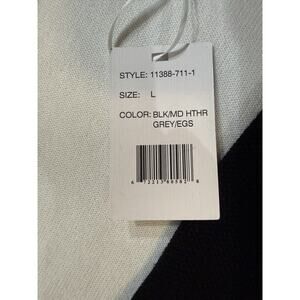 STYLE: 11388-711-1
SIZE: L
COLOR: BLK/MD HTHR
GREY/EGS